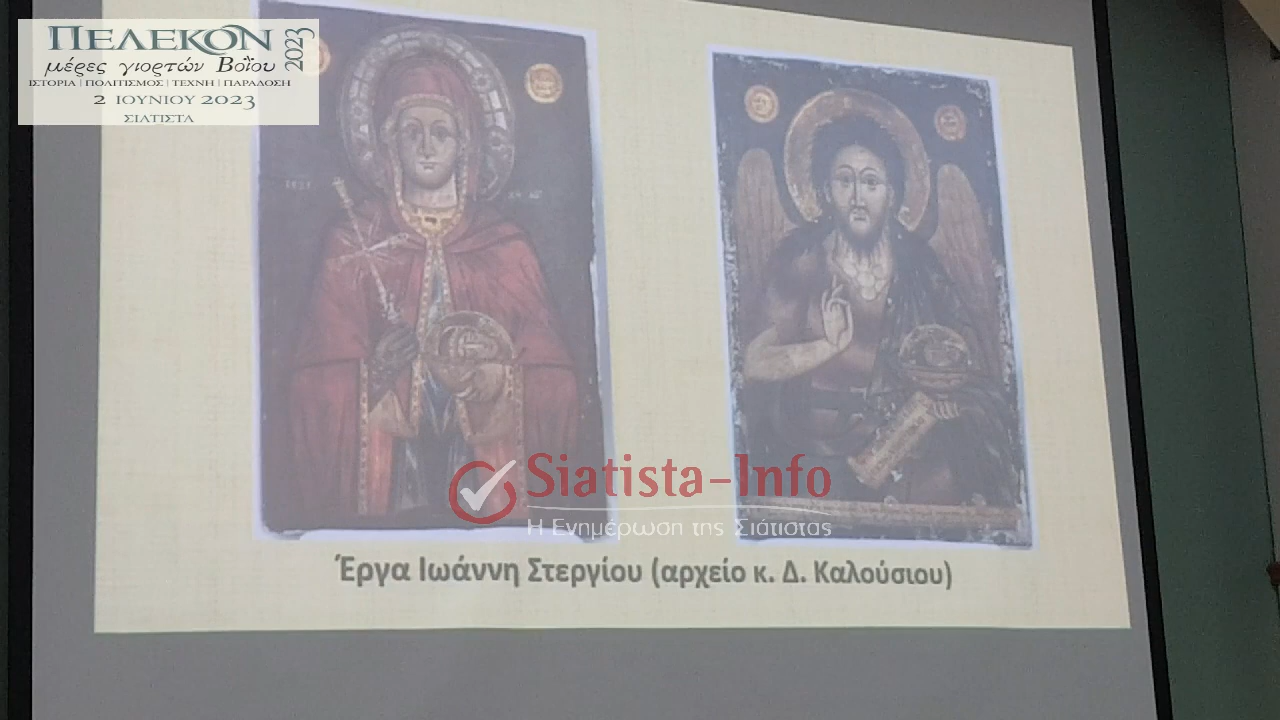 ΠΕΛΕΚΟΝ 2023
μέρες γιορτών Βοΐου
ΙΣΤΟΡΙΑ | ΠΟΛΙΤΙΣΜΟΣ | ΤΕΧΝΗ | ΠΑΡΑΔΟΣΗ
2 ΙΟΥΝΙΟΥ 2023
ΣΙΑΤΙΣΤΑ
Siatista-Info
Η Ενημέρωση της Σιάτιστας
Έργα Ιωάννη Στεργίου (αρχείο κ. Δ. Καλούσιου)